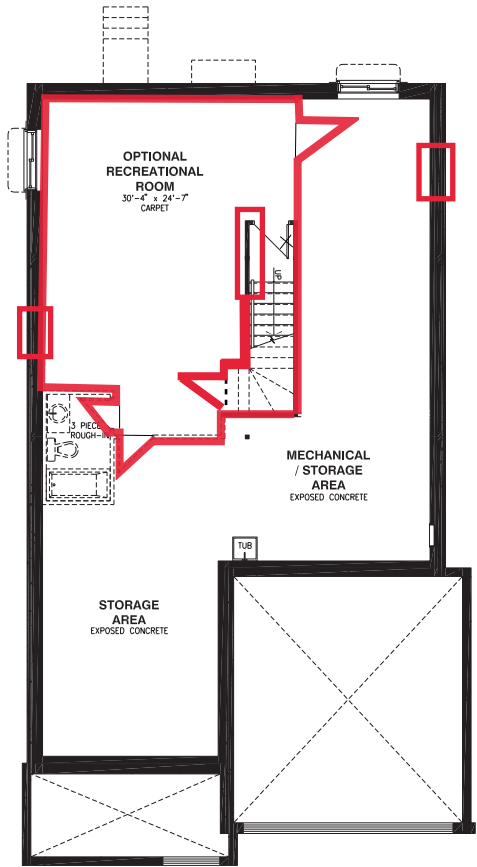 OPTIONAL
RECREATIONAL
ROOM
30'-4" x 24'-7"
CARPET
UP
3 PIECE
ROUGH-IN
MECHANICAL
/ STORAGE
AREA
EXPOSED CONCRETE
TUB
STORAGE
AREA
EXPOSED CONCRETE